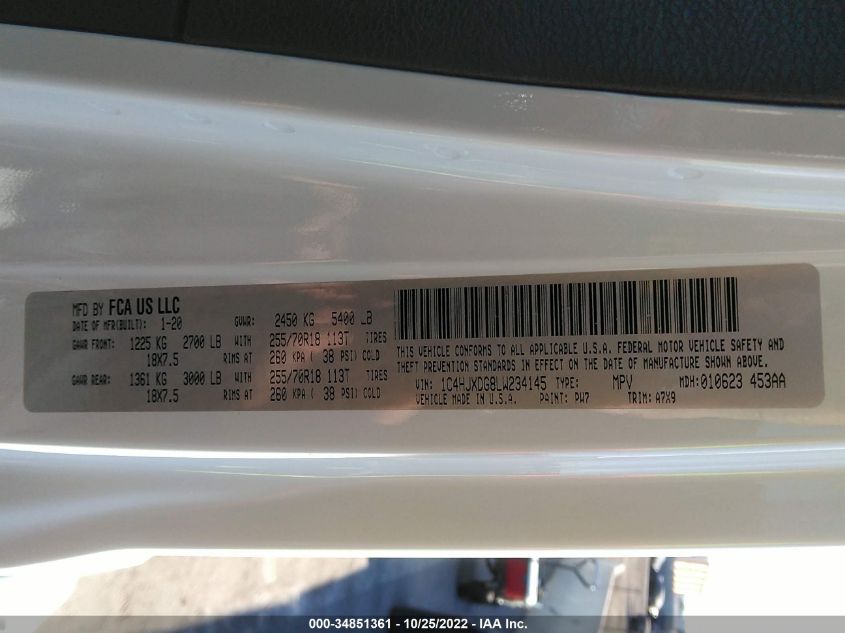 MFD BY FCA US LLC
DATE OF MFR(BUILT): 1-20 GVWR: 2450 KG 5400 LB
GAWR FRONT: 1225 KG 2700 LB WITH 255/70R18 113T TIRES
18X7.5 RIMS AT 260 KPA ( 38 PSI) COLD
GAWR REAR: 1361 KG 3000 LB WITH 255/70R18 113T TIRES
18X7.5 RIMS AT 260 KPA ( 38 PSI) COLD
THIS VEHICLE CONFORMS TO ALL APPLICABLE U.S.A. FEDERAL MOTOR VEHICLE SAFETY AND
THEFT PREVENTION STANDARDS IN EFFECT ON THE DATE OF MANUFACTURE SHOWN ABOVE.
VIN: 1C4HJXDG8LW234145 TYPE: MPV MDH: 010623 453AA
VEHICLE MADE IN U.S.A. PAINT: PW7 TRIM: A7X9
000-34851361 - 10/25/2022 - IAA Inc.